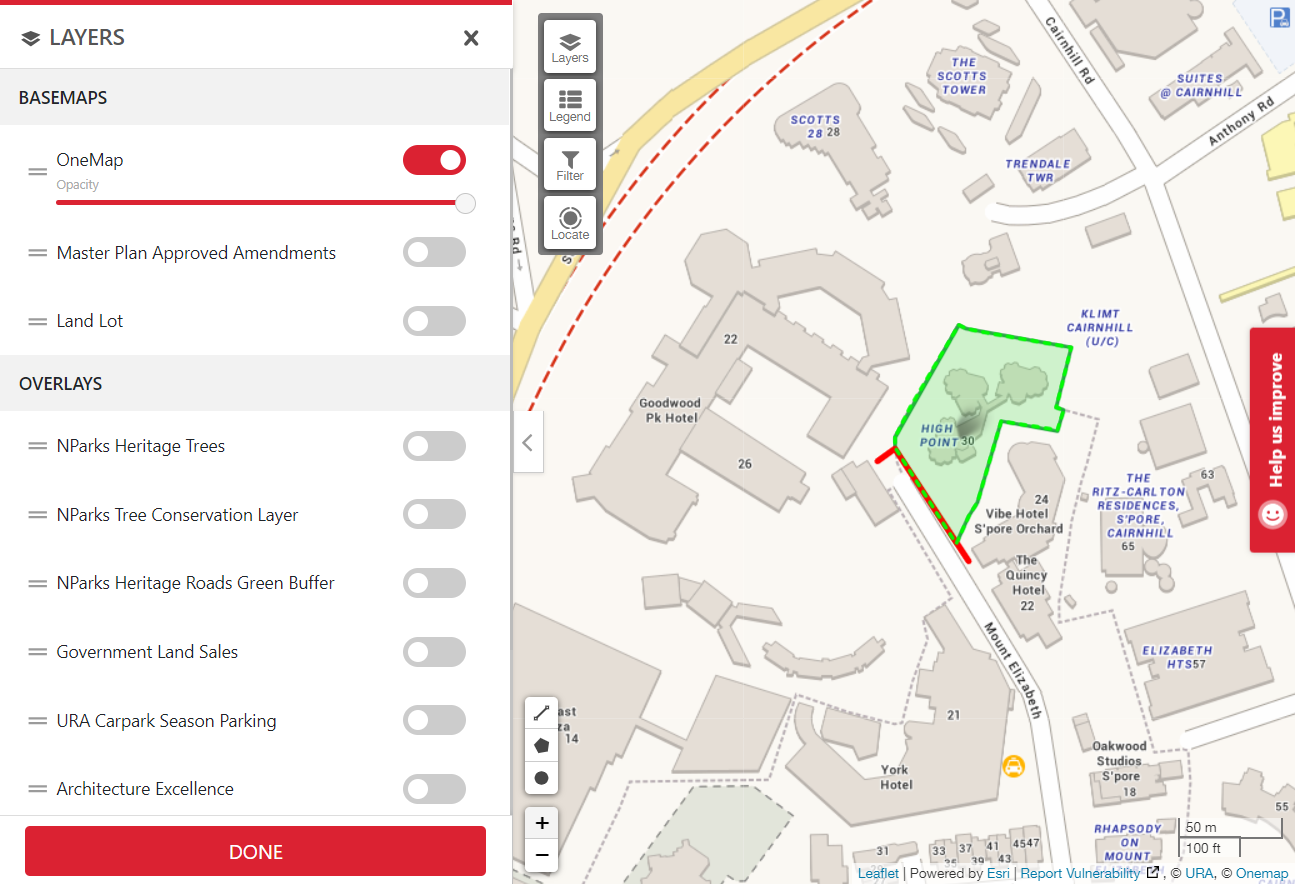 LAYERS
BASEMAPS
OneMap
Opacity
Master Plan Approved Amendments
Land Lot
OVERLAYS
NParks Heritage Trees
NParks Tree Conservation Layer
NParks Heritage Roads Green Buffer
Government Land Sales
URA Carpark Season Parking
Architecture Excellence
DONE
Layers
Legend
Filter
Locate
Cairnhill Rd
THE
SCOTTS
TOWER
SUITES
@ CAIRNHILL
Anthony Rd
SCOTTS
28 28
TRENDALE
TWR
KLIMT
CAIRNHILL
(U/C)
22
Goodwood
Pk Hotel
26
HIGH
POINT 30
24
Vibe Hotel
S'pore Orchard
The
Quincy
Hotel
22
THE
RITZ-CARLTON
RESIDENCES,
S'PORE,
CAIRNHILL
65
63
Help us improve
Mount Elizabeth
ELIZABETH
HTS57
21
York
Hotel
ast
za
14
Oakwood
Studios
S'pore
18
55
RHAPSODY
ON
MOUNT
31
33
35
37
39
41
43
4547
50 m
100 ft
+
−
Leaflet | Powered by Esri | Report Vulnerability , © URA, © Onemap